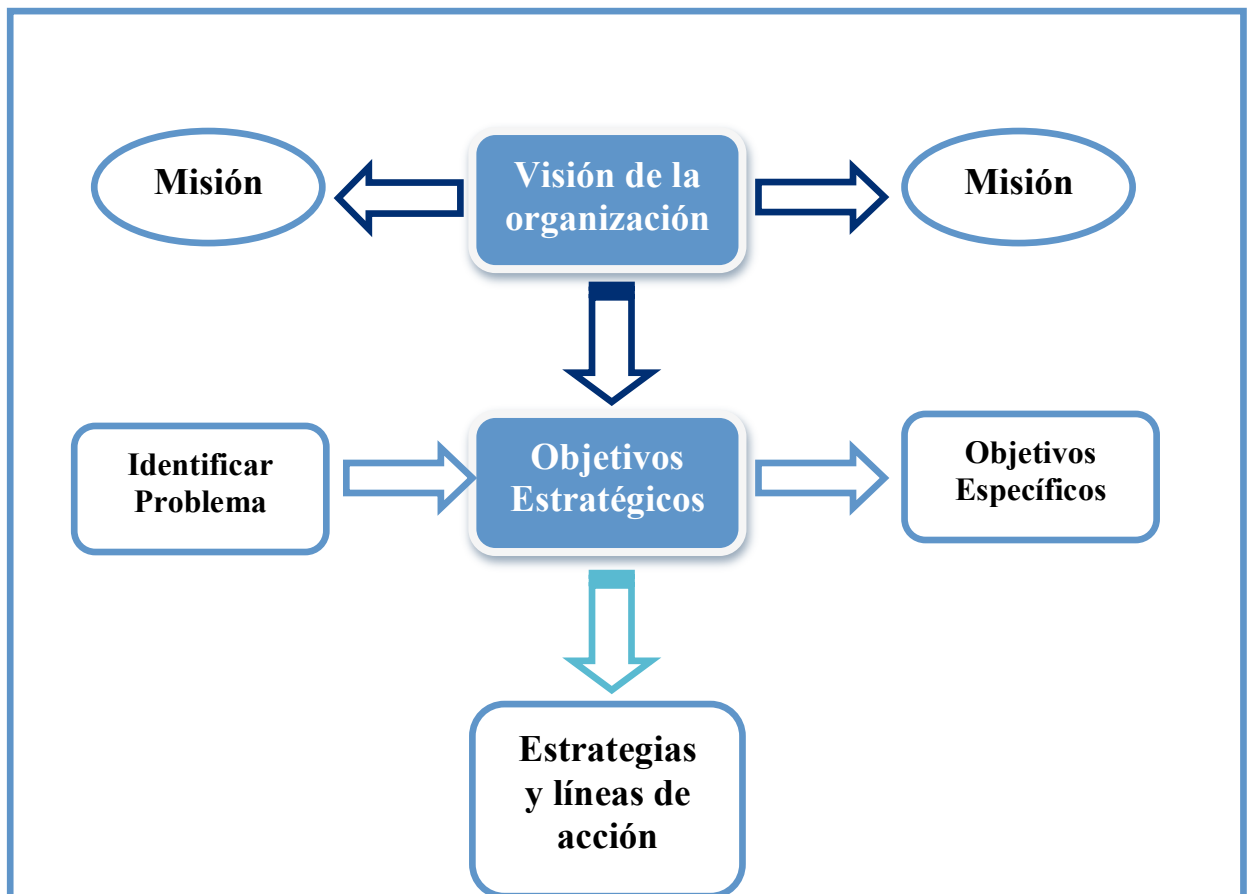 Misión
Visión de la
organización
Misión
Identificar
Problema
Objetivos
Estratégicos
Objetivos
Específicos
Estrategias
y líneas de
acción